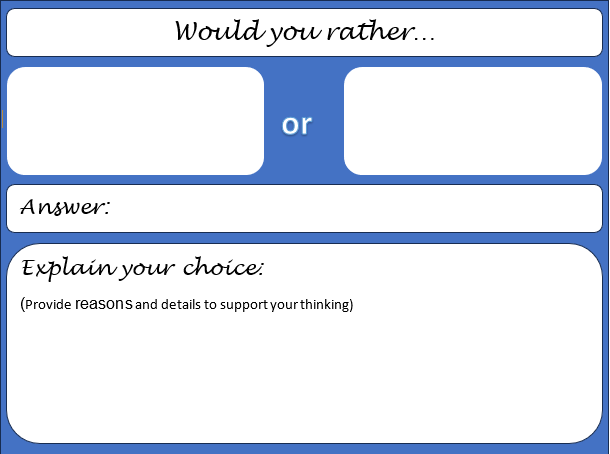 Would you rather...
or
Answer:
Explain your choice:
(Provide reasons and details to support your thinking)